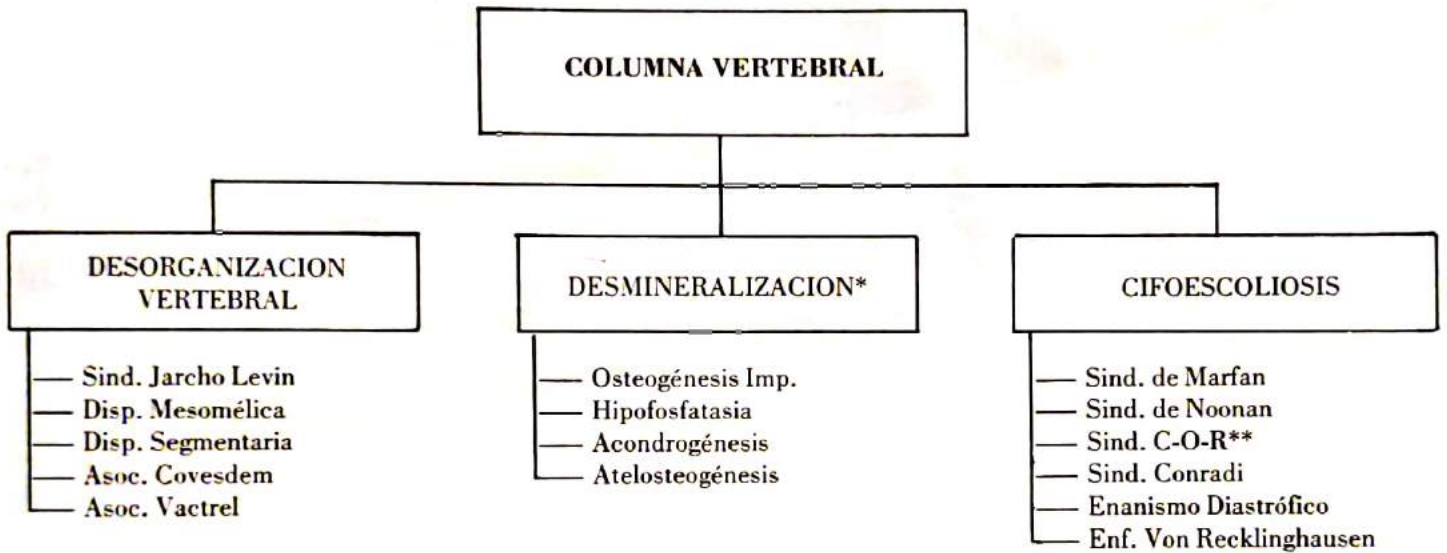 COLUMNA VERTEBRAL
DESORGANIZACION
VERTEBRAL
Sind. Jarcho Levin
Disp. Mesomélica
Disp. Segmentaria
Asoc. Covesdem
Asoc. Vactrel
DESMINERALIZACION*
Osteogénesis Imp.
Hipofosfatasia
Acondrogénesis
Atelosteogénesis
CIFOESCOLIOSIS
Sind. de Marfan
Sind. de Noonan
Sind. C-O-R**
Sind. Conradi
Enanismo Diastrófico
Enf. Von Recklinghausen